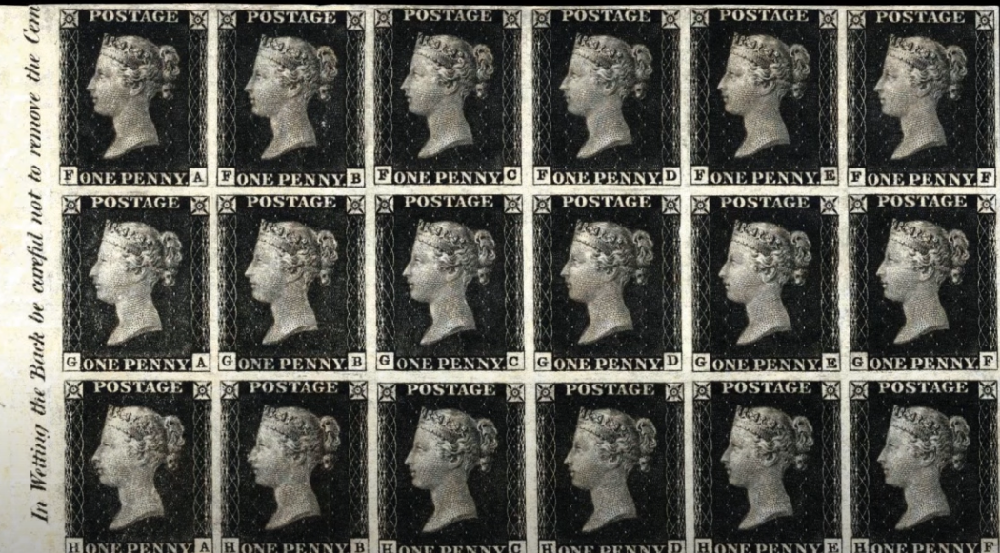 In Wetting the Back be careful not to remove the Cem
POSTAGE POSTAGE POSTAGE POSTAGE POSTAGE POSTAGE
F ONE PENNY A F ONE PENNY B F ONE PENNY C F ONE PENNY D F ONE PENNY E F ONE PENNY F
POSTAGE POSTAGE POSTAGE POSTAGE POSTAGE POSTAGE
G ONE PENNY A G ONE PENNY B G ONE PENNY C G ONE PENNY D G ONE PENNY E G ONE PENNY F
POSTAGE POSTAGE POSTAGE POSTAGE POSTAGE POSTAGE
H ONE PENNY A H ONE PENNY B H ONE PENNY C H ONE PENNY D H ONE PENNY E H ONE PENNY F